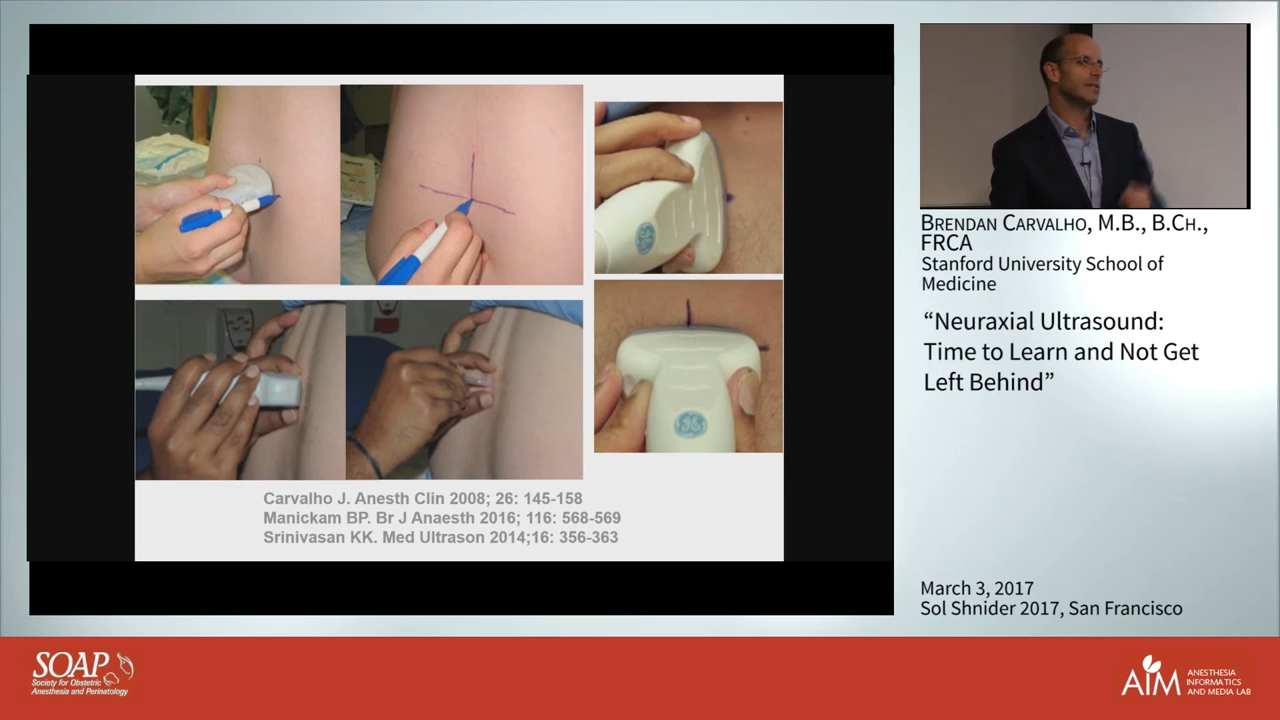 Carvalho J. Anesth Clin 2008; 26: 145-158
Manickam BP. Br J Anaesth 2016; 116: 568-569
Srinivasan KK. Med Ultrason 2014;16: 356-363
BRENDAN CARVALHO, M.B., B.CH.,
FRCA
Stanford University School of
Medicine
“Neuraxial Ultrasound:
Time to Learn and Not Get
Left Behind”
March 3, 2017
Sol Shnider 2017, San Francisco
SOAP
Society for Obstetric
Anesthesia and Perinatology
AIM
ANESTHESIA
INFORMATICS
AND MEDIA LAB